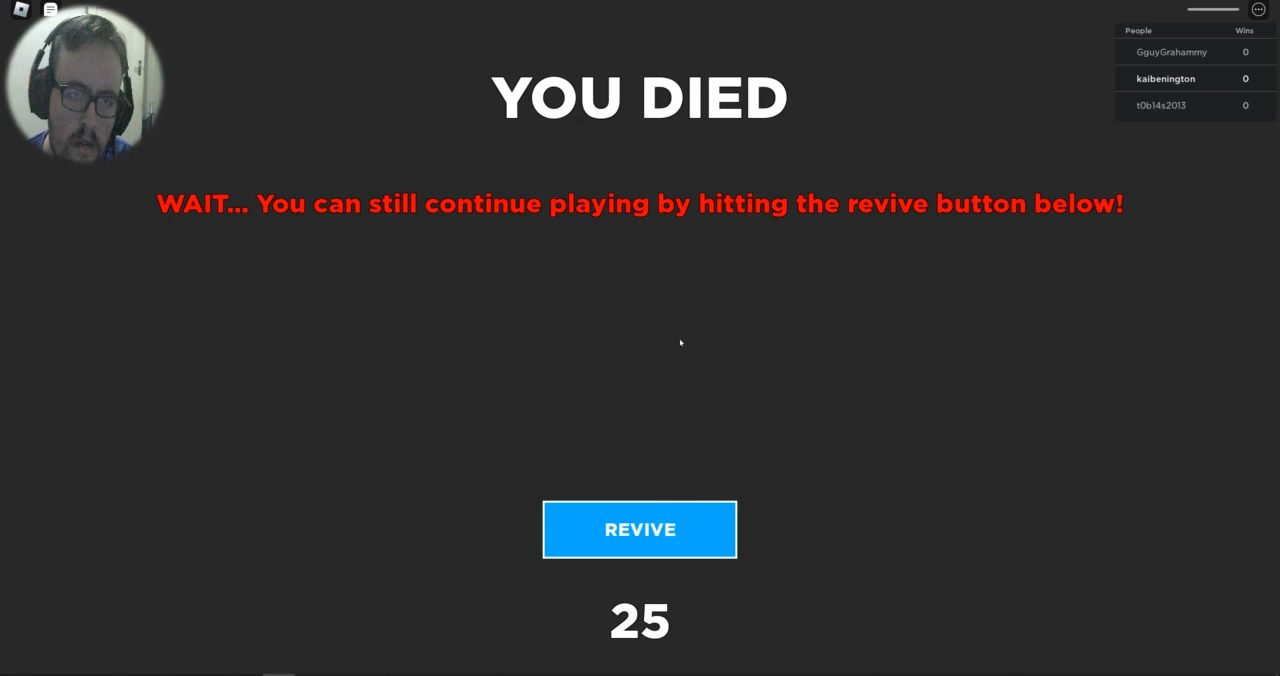 People Wins
GguyGrahammy 0
kaibenington 0
t0b14s2013 0
YOU DIED
WAIT... You can still continue playing by hitting the revive button below!
REVIVE
25